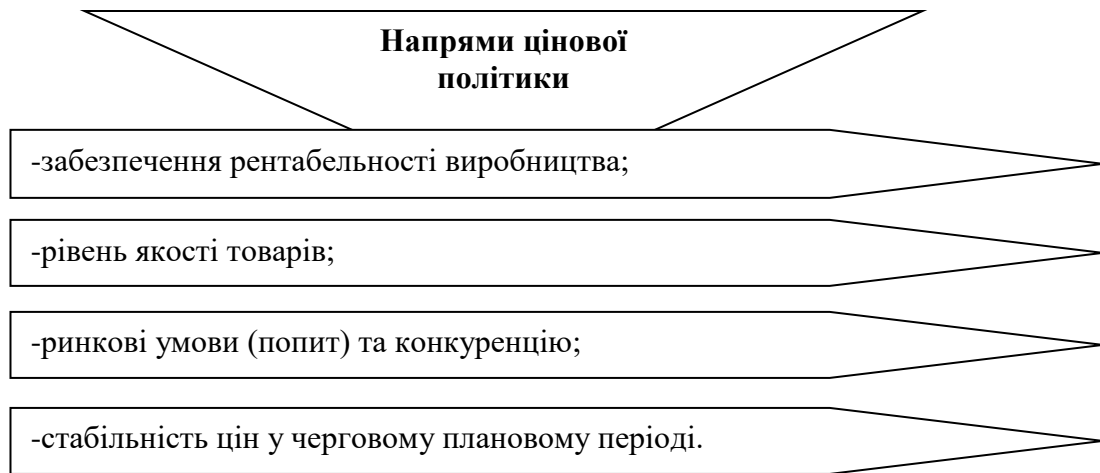 Напрями цінової
політики
-забезпечення рентабельності виробництва;
-рівень якості товарів;
-ринкові умови (попит) та конкуренцію;
-стабільність цін у черговому плановому періоді.